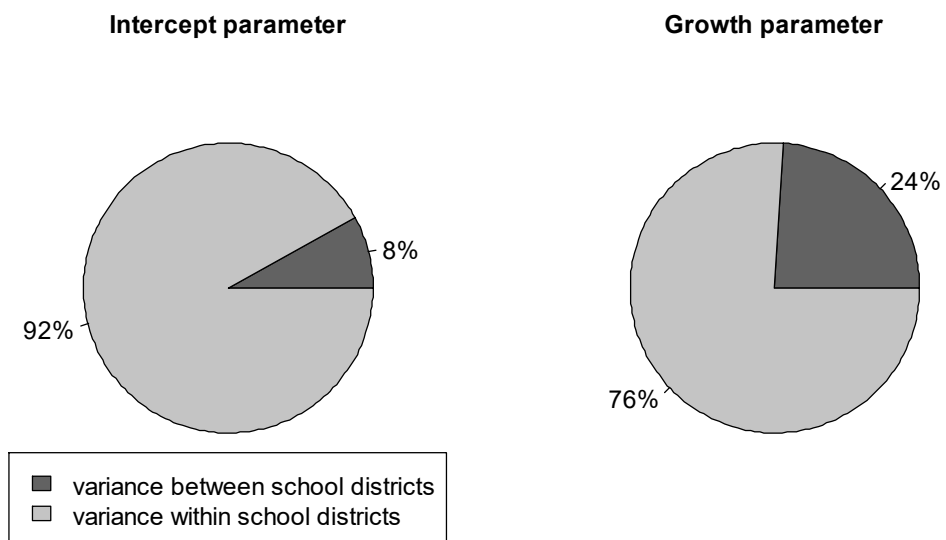 Intercept parameter
Growth parameter
8%
92%
24%
76%
variance between school districts
variance within school districts